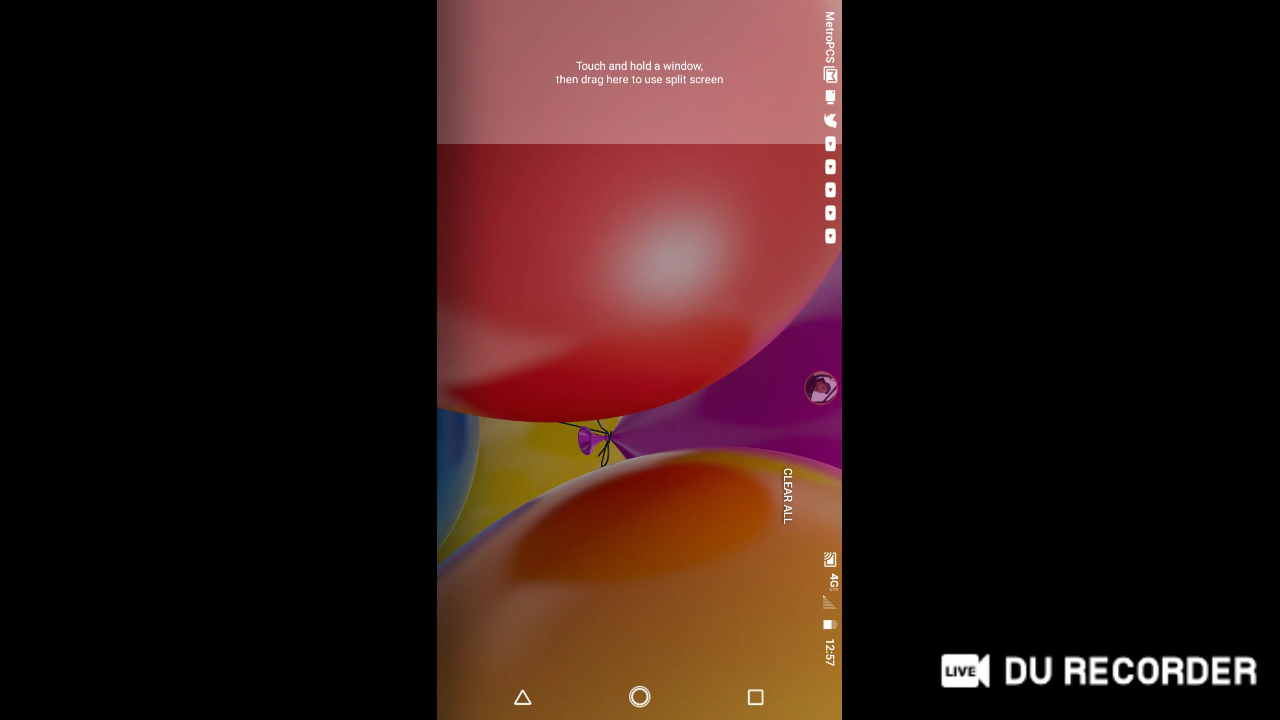 Touch and hold a window,
then drag here to use split screen
MetroPCS
CLEAR ALL
4G
12:57
LIVE DU RECORDER